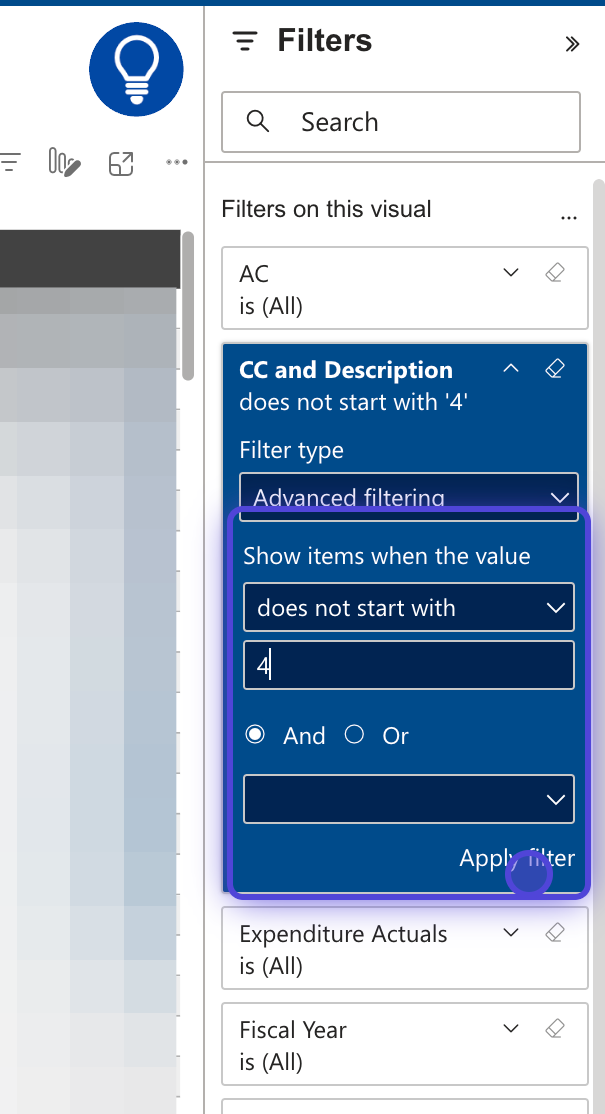 Filters
Search
Filters on this visual
...
AC
is (All)
CC and Description
does not start with '4'
Filter type
Advanced filtering
Show items when the value
does not start with
4
And Or
Apply filter
Expenditure Actuals
is (All)
Fiscal Year
is (All)